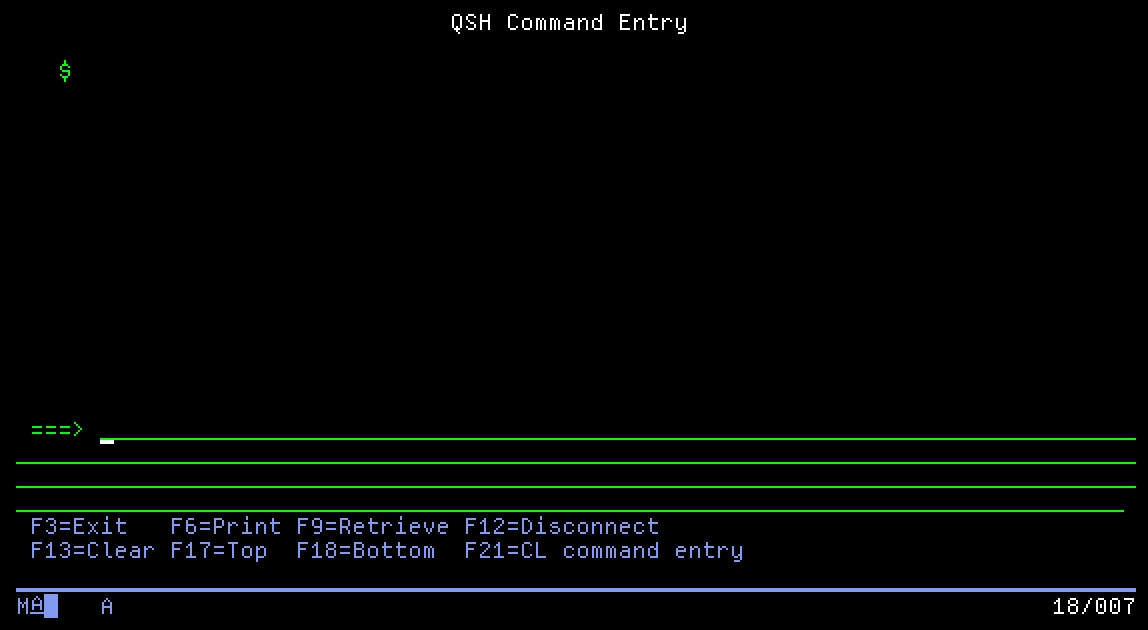 QSH Command Entry
$
===>
F3=Exit   F6=Print F9=Retrieve F12=Disconnect
F13=Clear F17=Top  F18=Bottom  F21=CL command entry
MA    A    18/007